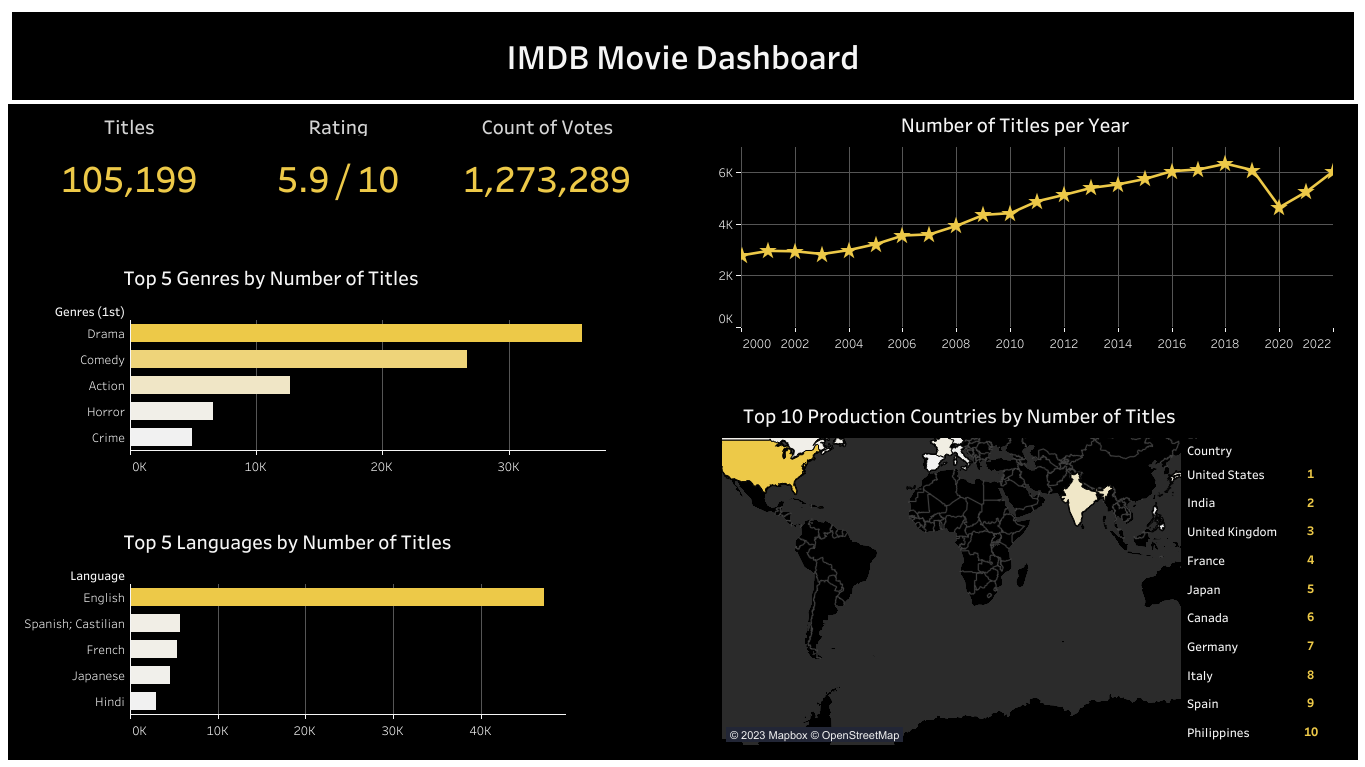 IMDB Movie Dashboard
Titles
Rating
Count of Votes
105,199
5.9 / 10
1,273,289
Top 5 Genres by Number of Titles
Genres (1st)
Drama
Comedy
Action
Horror
Crime
0K
10K
20K
30K
Top 5 Languages by Number of Titles
Language
English
Spanish; Castilian
French
Japanese
Hindi
0K
10K
20K
30K
40K
Number of Titles per Year
6K
4K
2K
0K
2000
2002
2004
2006
2008
2010
2012
2014
2016
2018
2020
2022
Top 10 Production Countries by Number of Titles
© 2023 Mapbox © OpenStreetMap
Country
United States 1
India 2
United Kingdom 3
France 4
Japan 5
Canada 6
Germany 7
Italy 8
Spain 9
Philippines 10